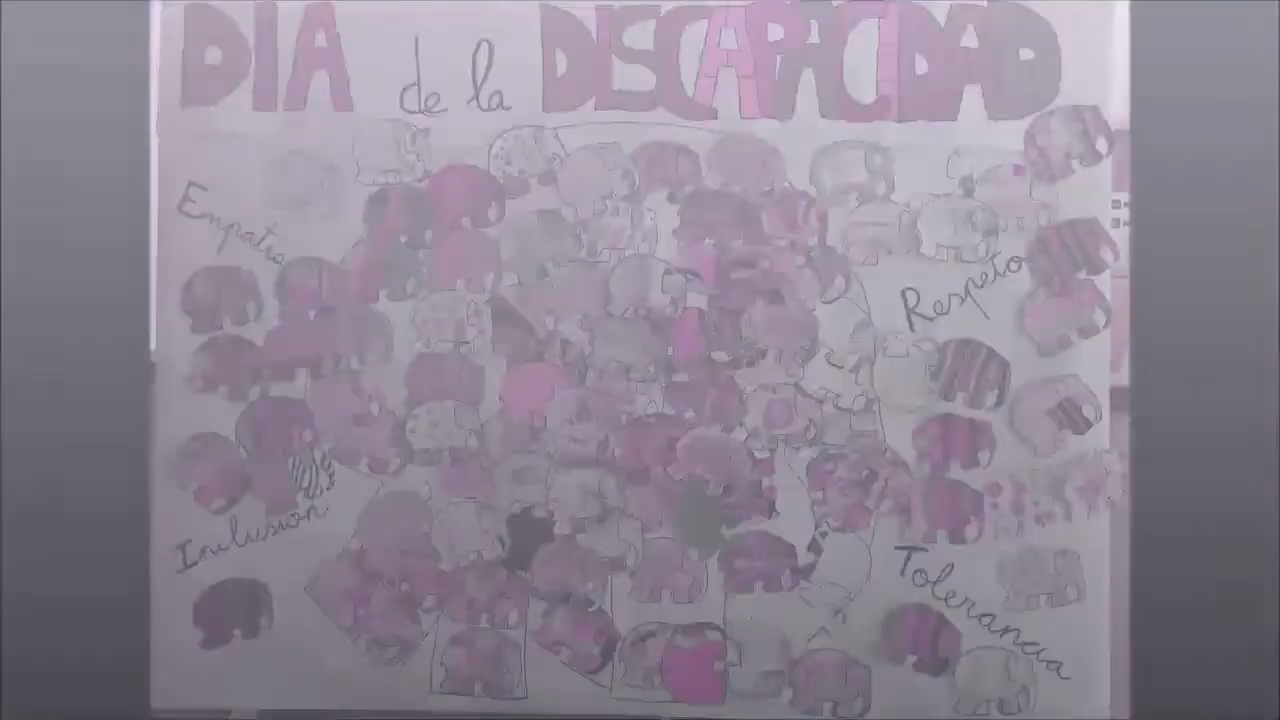 DIA de la DISCAPACIDAD
Empatía
Respeto
Inclusión
Tolerancia